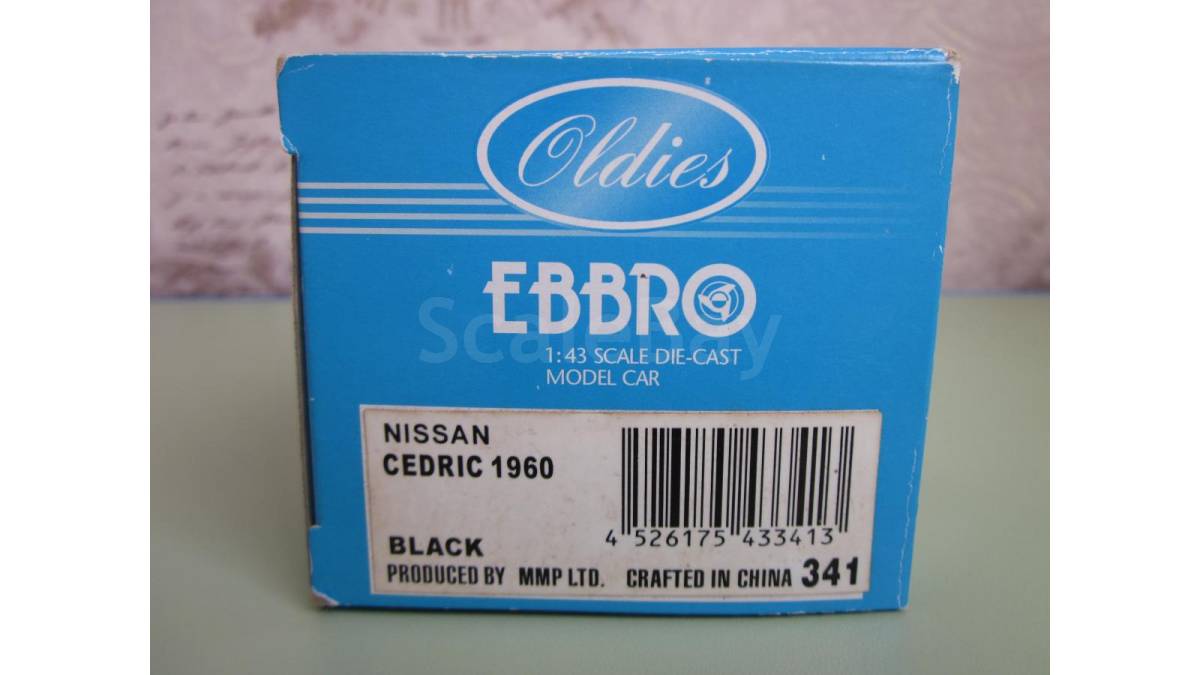 Oldies
EBBRO
ScaleBay
1:43 SCALE DIE-CAST
MODEL CAR
NISSAN
CEDRIC 1960
4 526175 433413
BLACK
PRODUCED BY MMP LTD. CRAFTED IN CHINA 341